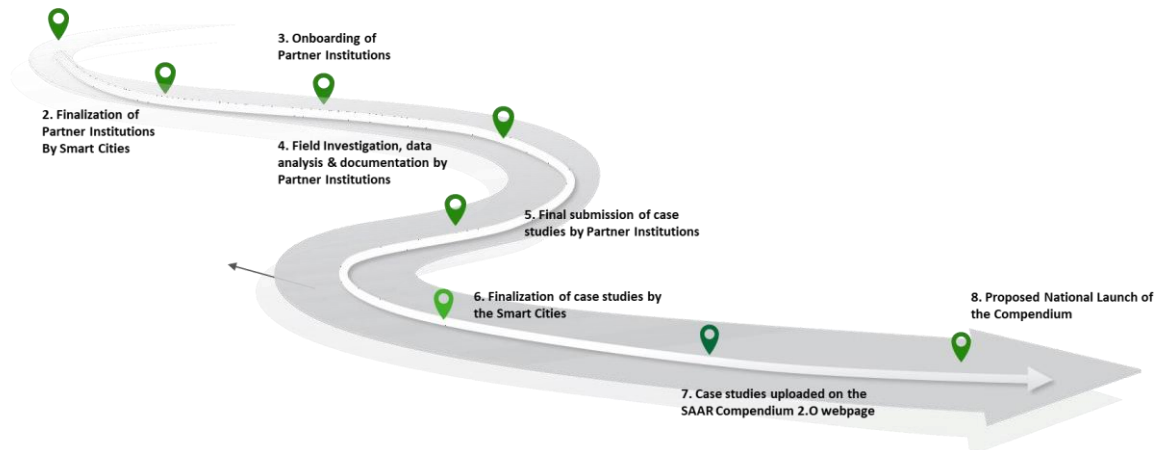 3. Onboarding of
Partner Institutions
2. Finalization of
Partner Institutions
By Smart Cities
4. Field Investigation, data
analysis & documentation by
Partner Institutions
5. Final submission of case
studies by Partner Institutions
6. Finalization of case studies by
the Smart Cities
8. Proposed National Launch of
the Compendium
7. Case studies uploaded on the
SAAR Compendium 2.O webpage